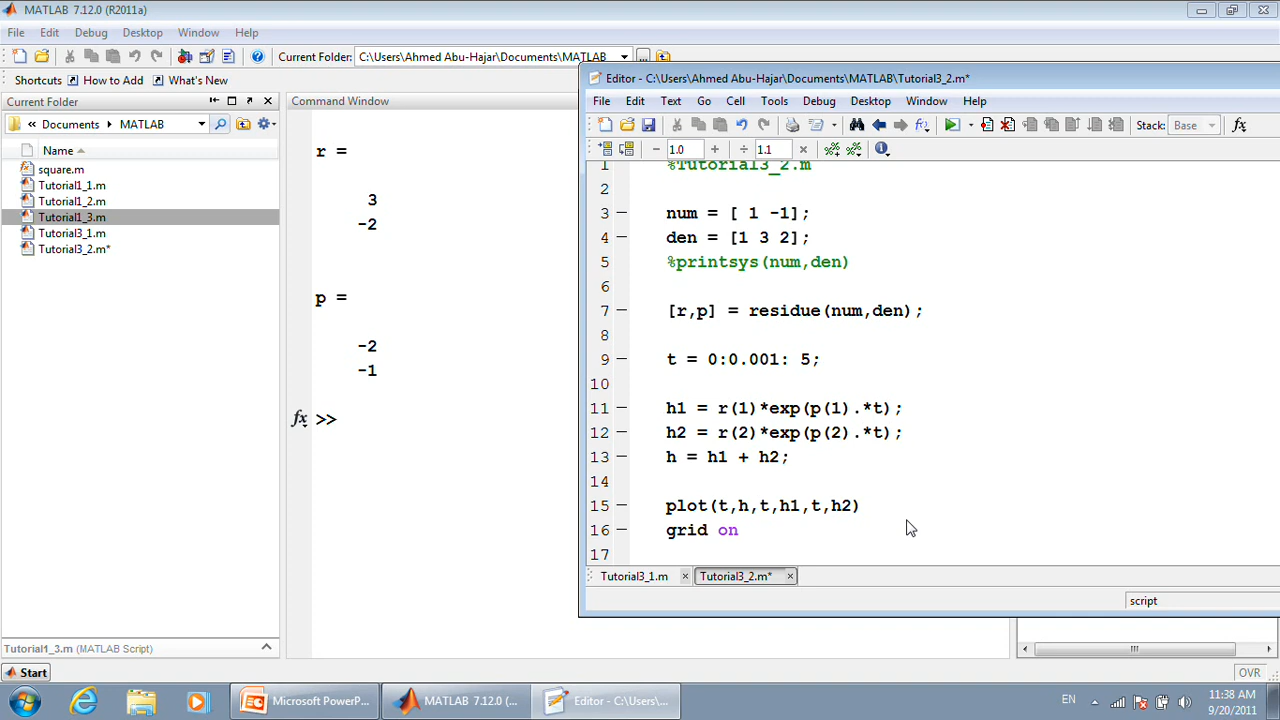 MATLAB 7.12.0 (R2011a)
File Edit Debug Desktop Window Help
Current Folder: C:\Users\Ahmed Abu-Hajar\Documents\MATLAB
Shortcuts How to Add What's New
Current Folder
« Documents ▸ MATLAB
Name
square.m
Tutorial1_1.m
Tutorial1_2.m
Tutorial1_3.m
Tutorial3_1.m
Tutorial3_2.m*
Tutorial1_3.m (MATLAB Script)
Start
Command Window
r =
3
-2
p =
-2
-1
fx >>
Editor - C:\Users\Ahmed Abu-Hajar\Documents\MATLAB\Tutorial3_2.m*
File Edit Text Go Cell Tools Debug Desktop Window Help
Stack: Base fx
− 1.0 + ÷ 1.1 ×
1 %Tutorial3_2.m
2
3 – num = [ 1 -1];
4 – den = [1 3 2];
5 %printsys(num,den)
6
7 – [r,p] = residue(num,den);
8
9 – t = 0:0.001: 5;
10
11 – h1 = r(1)*exp(p(1).*t);
12 – h2 = r(2)*exp(p(2).*t);
13 – h = h1 + h2;
14
15 – plot(t,h,t,h1,t,h2)
16 – grid on
17
Tutorial3_1.m × Tutorial3_2.m* ×
script
OVR
Microsoft PowerP... MATLAB 7.12.0 (... Editor - C:\Users\...
EN
11:38 AM
9/20/2011